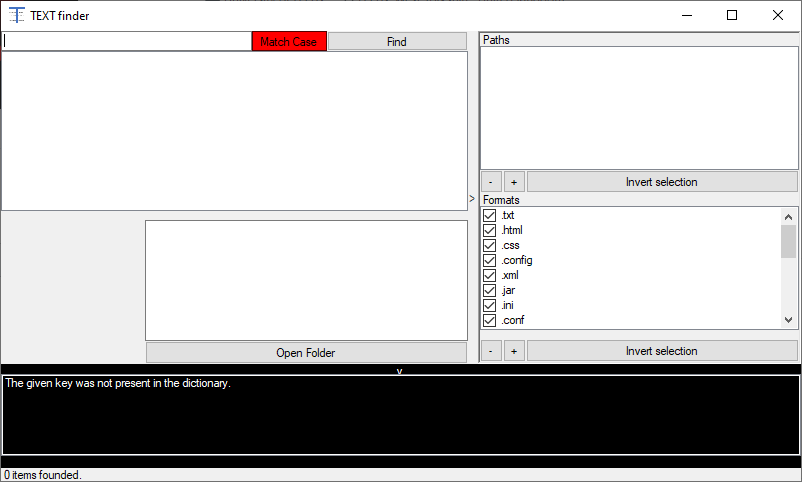 TEXT finder
Match Case
Find
Paths
-
+
Invert selection
>
Formats
.txt
.html
.css
.config
.xml
.jar
.ini
.conf
-
+
Invert selection
Open Folder
v
The given key was not present in the dictionary.
0 items founded.